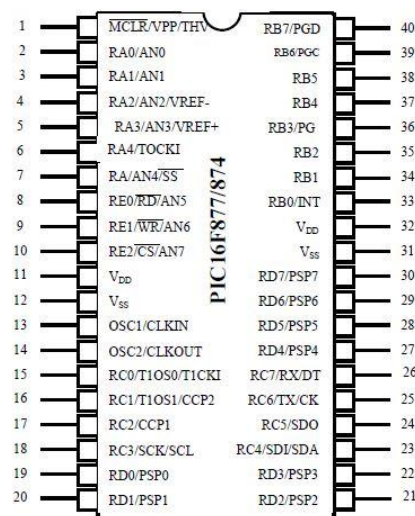 1 MCLR/VPP/THV RB7/PGD 40
2 RA0/AN0 RB6/PGC 39
3 RA1/AN1 RB5 38
4 RA2/AN2/VREF- RB4 37
5 RA3/AN3/VREF+ RB3/PG 36
6 RA4/TOCKI RB2 35
7 RA/AN4/SS RB1 34
8 RE0/RD/AN5 RB0/INT 33
9 RE1/WR/AN6 VDD 32
10 RE2/CS/AN7 VSS 31
11 VDD RD7/PSP7 30
12 VSS RD6/PSP6 29
13 OSC1/CLKIN RD5/PSP5 28
14 OSC2/CLKOUT RD4/PSP4 27
15 RC0/T1OS0/T1CKI RC7/RX/DT 26
16 RC1/T1OS1/CCP2 RC6/TX/CK 25
17 RC2/CCP1 RC5/SDO 24
18 RC3/SCK/SCL RC4/SDI/SDA 23
19 RD0/PSP0 RD3/PSP3 22
20 RD1/PSP1 RD2/PSP2 21
PIC16F877/874